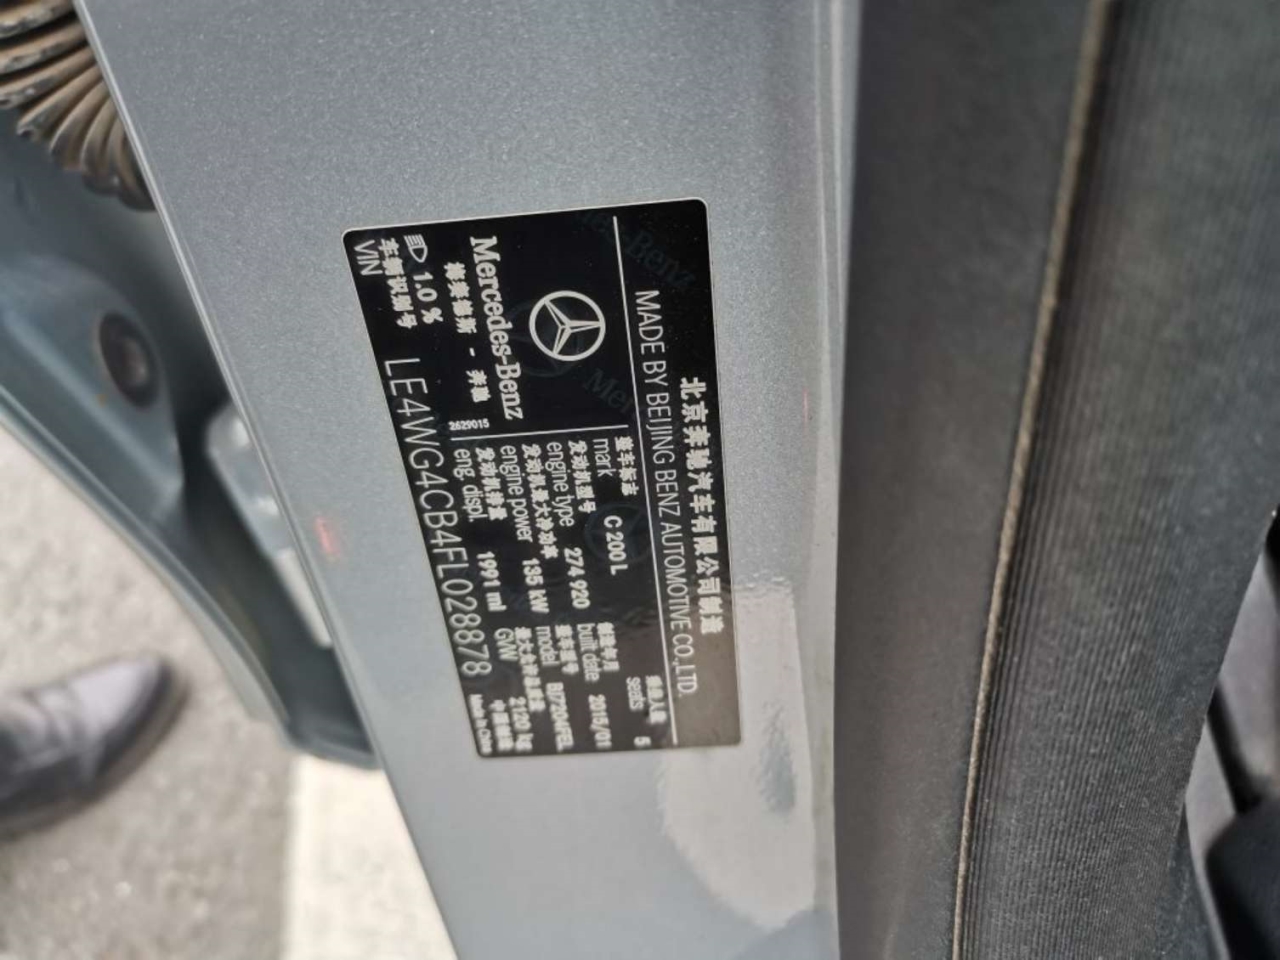 北京奔驰汽车有限公司制造
MADE BY BEIJING BENZ AUTOMOTIVE CO.,LTD.
Mercedes-Benz
梅赛德斯 - 奔驰
2629015
整车标志
mark C 200 L
乘坐人数
seats 5
发动机型号
engine type 274 920
制造年月
built date 2015/01
发动机最大净功率
engine power 135 kW
整车型号
model BJ7204FEL
发动机排量
eng. displ. 1991 ml
最大允许总质量
GVW 2120 kg
1.0 %
车辆识别号
VIN LE4WG4CB4FL028878
中国制造
Made in China